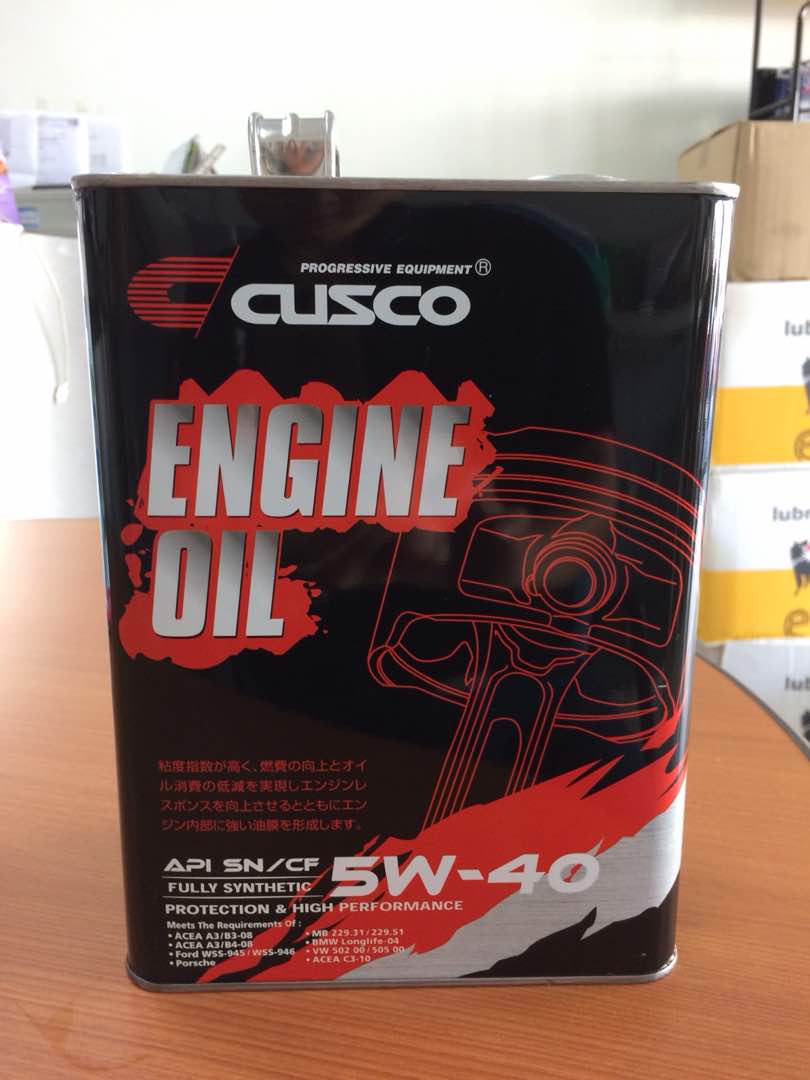 PROGRESSIVE EQUIPMENT®
CUSCO
ENGINE
OIL
粘度指数が高く、燃費の向上とオイ
ル消費の低減を実現しエンジンレ
スポンスを向上させるとともにエン
ジン内部に強い油膜を形成します。
API SN/CF
FULLY SYNTHETIC
5W-40
PROTECTION & HIGH PERFORMANCE
Meets The Requirements Of :
• ACEA A3/B3-08
• ACEA A3/B4-08
• Ford WSS-945 / WSS-946
• Porsche
• MB 229.31 / 229.51
• BMW Longlife-04
• VW 502 00 / 505 00
• ACEA C3-10
lub
lubr
e
lub